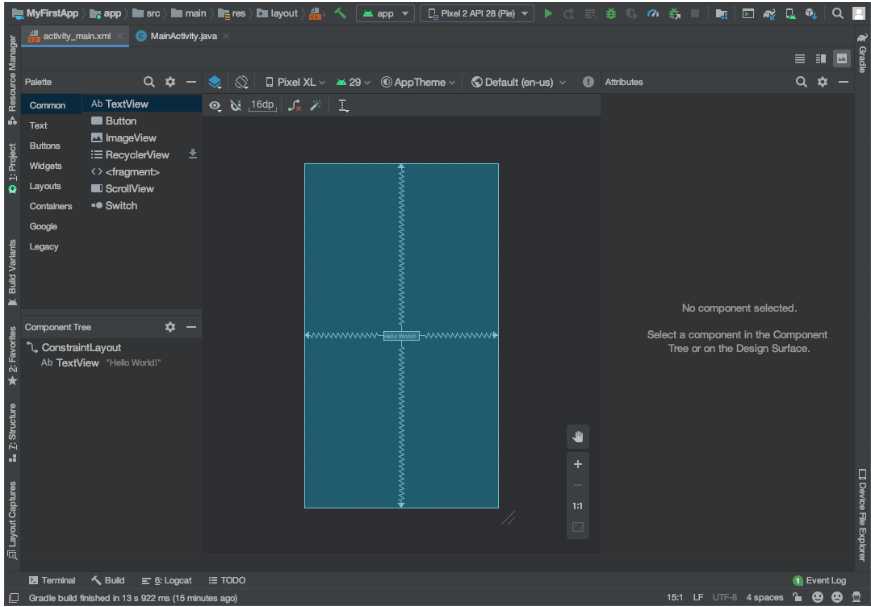 MyFirstApp app src main res layout app Pixel 2 API 28 (Pie)
activity_main.xml MainActivity.java
Resource Manager
Gradle
Palette Pixel XL 29 AppTheme Default (en-us) Attributes
Common Ab TextView 16dp
Text Button
ImageView
Buttons RecyclerView
Widgets <fragment>
Layouts ScrollView
Containers Switch
Google
Legacy
1: Project
Build Variants
No component selected.
Select a component in the Component
Tree or on the Design Surface.
Component Tree
ConstraintLayout
Ab TextView "Hello World!"
Hello World!
2: Favorites
7: Structure
Layout Captures
1:1
Device File Explorer
Terminal Build 6: Logcat TODO 1 Event Log
Gradle build finished in 13 s 922 ms (15 minutes ago) 15:1 LF UTF-8 4 spaces